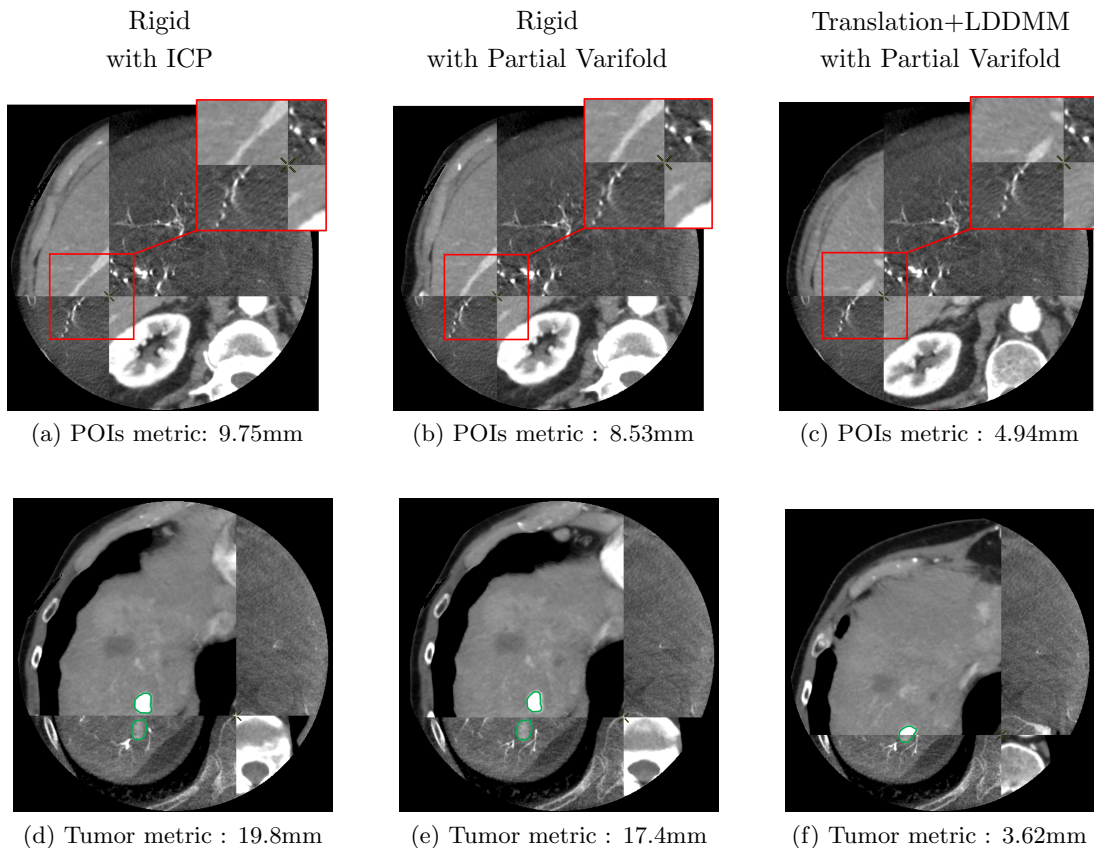 Rigid
with ICP
Rigid
with Partial Varifold
Translation+LDDMM
with Partial Varifold
(a) POIs metric: 9.75mm
(b) POIs metric : 8.53mm
(c) POIs metric : 4.94mm
(d) Tumor metric : 19.8mm
(e) Tumor metric : 17.4mm
(f) Tumor metric : 3.62mm